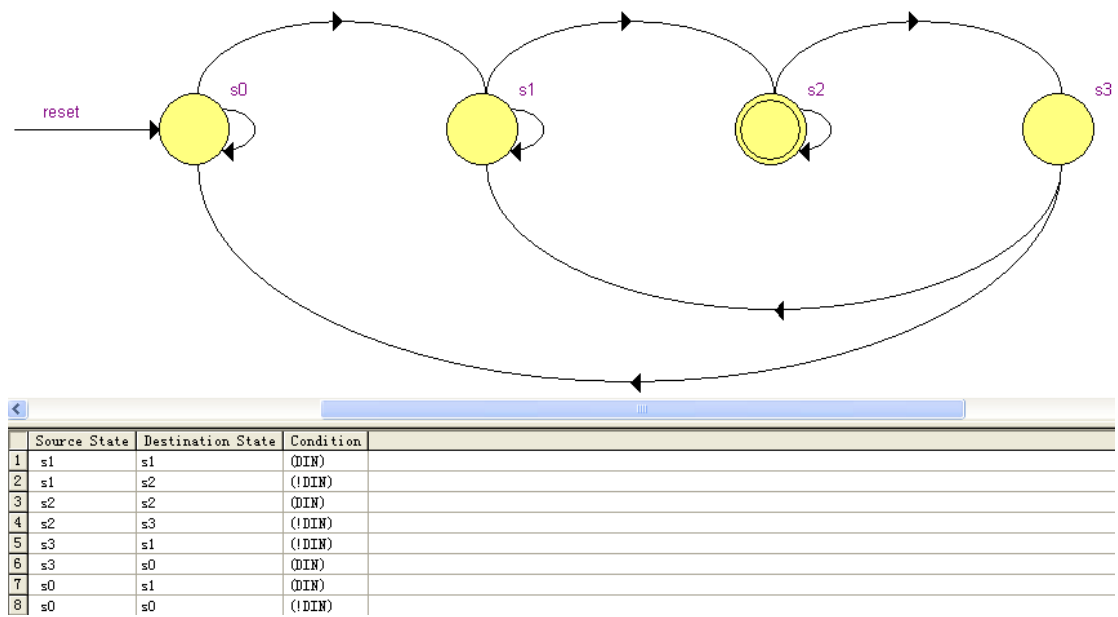 s0
s1
s2
s3
reset
Source State Destination State Condition
1 s1 s1 (DIN)
2 s1 s2 (!DIN)
3 s2 s2 (DIN)
4 s2 s3 (!DIN)
5 s3 s1 (!DIN)
6 s3 s0 (DIN)
7 s0 s1 (DIN)
8 s0 s0 (!DIN)